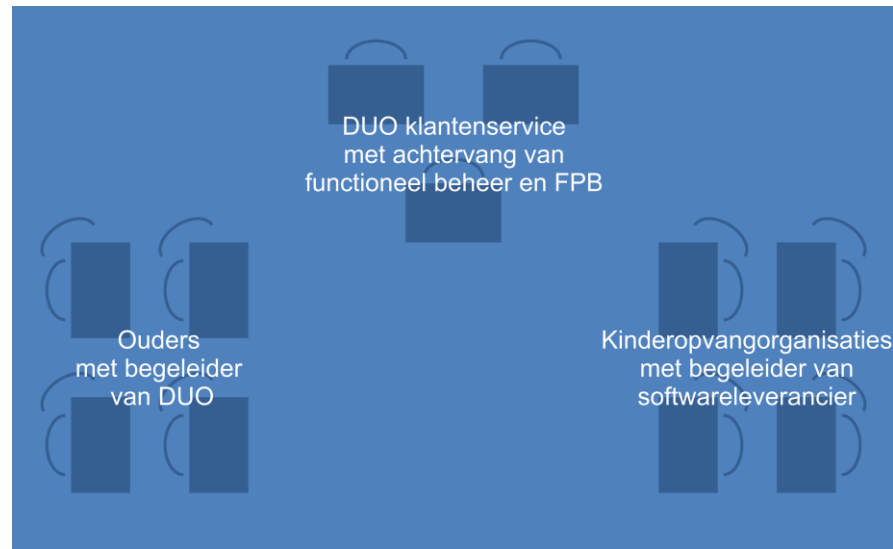 DUO klantenservice
met achtervang van
functioneel beheer en FPB
Ouders
met begeleider
van DUO
Kinderopvangorganisaties
met begeleider van
softwareleverancier